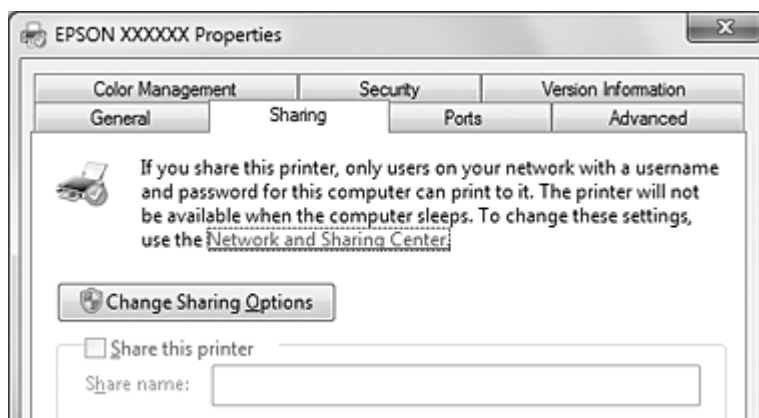 EPSON XXXXXX Properties
Color Management Security Version Information
General Sharing Ports Advanced
If you share this printer, only users on your network with a username
and password for this computer can print to it. The printer will not
be available when the computer sleeps. To change these settings,
use the Network and Sharing Center.
Change Sharing Options
Share this printer
Share name: